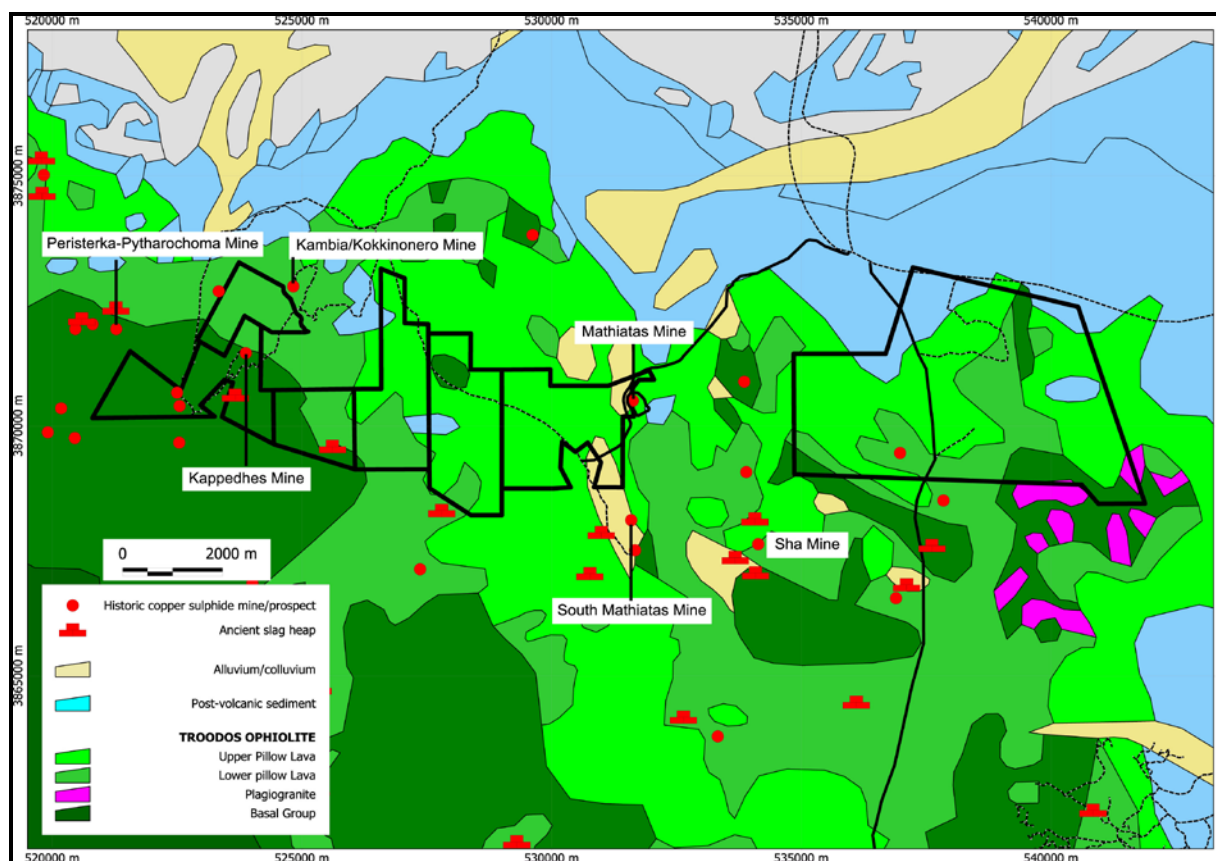 520000 m
525000 m
530000 m
535000 m
540000 m
3875000 m
3870000 m
3865000 m
Peristerka-Pytharochoma Mine
Kambia/Kokkinonero Mine
Mathiatas Mine
Kappedhes Mine
Sha Mine
South Mathiatas Mine
0 2000 m
Historic copper sulphide mine/prospect
Ancient slag heap
Alluvium/colluvium
Post-volcanic sediment
TROODOS OPHIOLITE
Upper Pillow Lava
Lower pillow Lava
Plagiogranite
Basal Group
520000 m
525000 m
530000 m
535000 m
540000 m